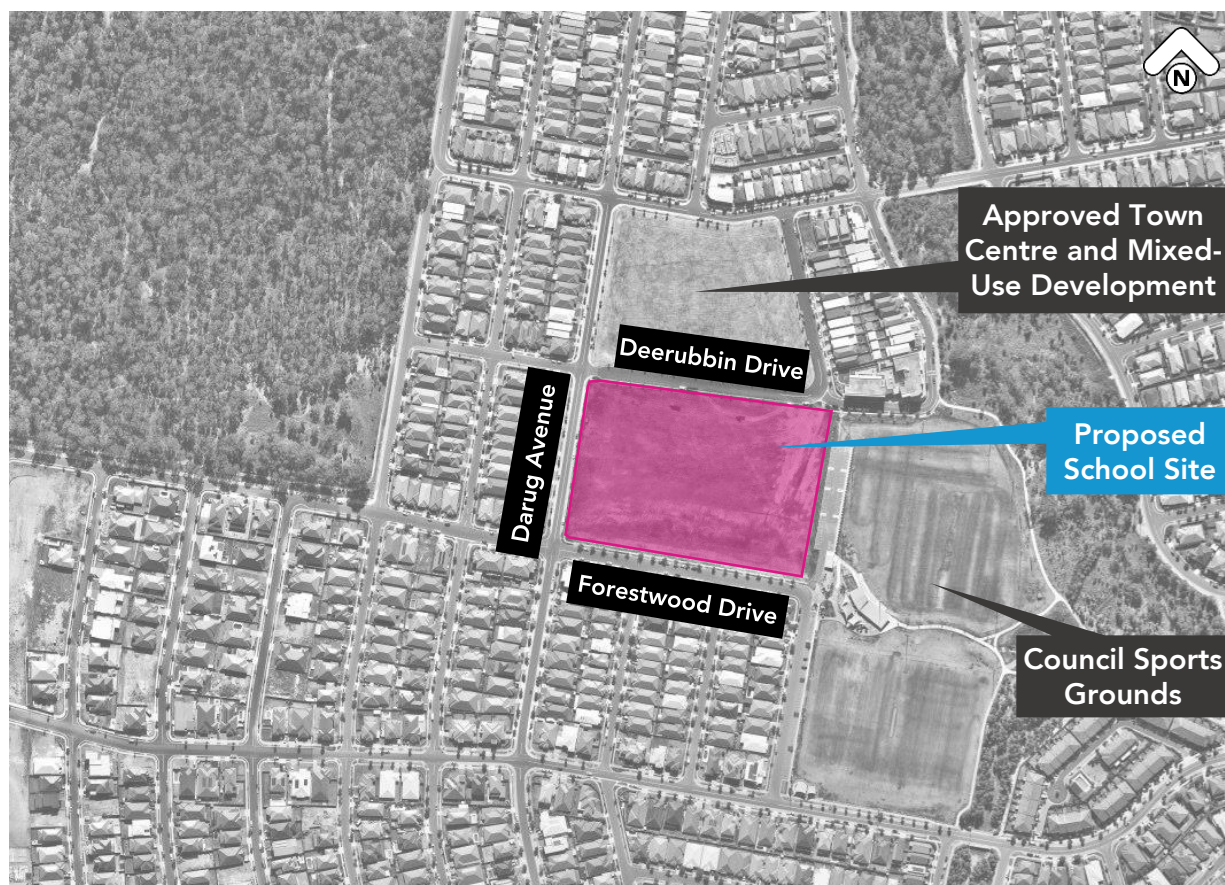 N
Approved Town
Centre and Mixed-
Use Development
Deerubbin Drive
Darug Avenue
Proposed
School Site
Forestwood Drive
Council Sports
Grounds